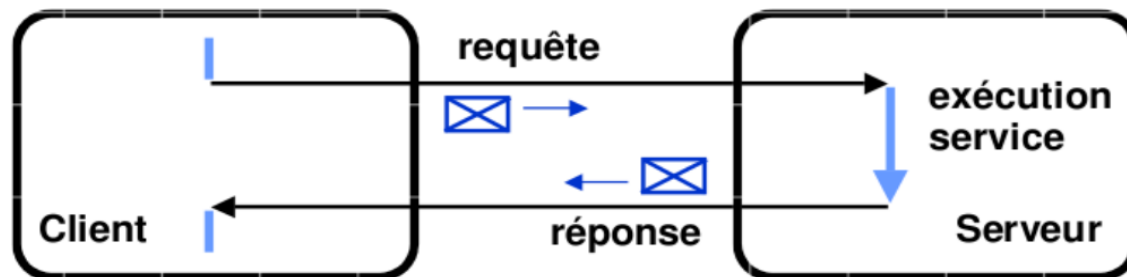 requête
exécution
service
Client
réponse
Serveur